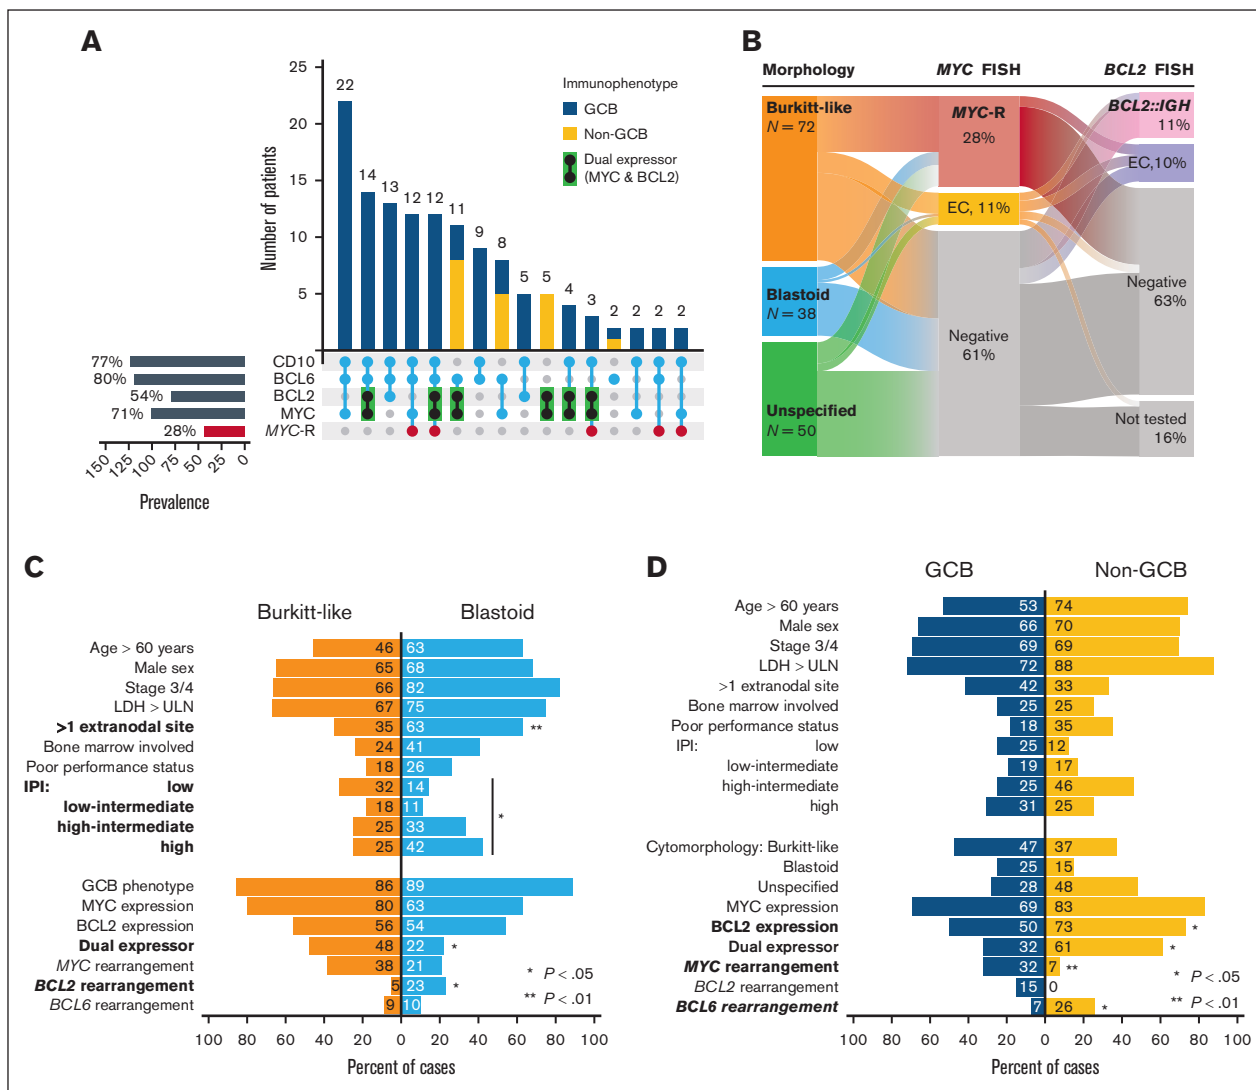 A
25
20
15
10
5
Number of patients
22
14
13
12
12
11
9
8
5
5
4
3
2
2
2
2
Immunophenotype
GCB
Non-GCB
Dual expressor
(MYC & BCL2)
77%
80%
54%
71%
28%
CD10
BCL6
BCL2
MYC
MYC-R
150
125
100
75
50
25
0
Prevalence
B
Morphology
MYC FISH
BCL2 FISH
Burkitt-like
N = 72
Blastoid
N = 38
Unspecified
N = 50
MYC-R
28%
EC, 11%
Negative
61%
BCL2::IGH
11%
EC,10%
Negative
63%
Not tested
16%
C
Burkitt-like Blastoid
Age > 60 years 46 63
Male sex 65 68
Stage 3/4 66 82
LDH > ULN 67 75
>1 extranodal site 35 63 **
Bone marrow involved 24 41
Poor performance status 18 26
IPI: low 32 14
low-intermediate 18 11
*
high-intermediate 25 33
high 25 42
GCB phenotype 86 89
MYC expression 80 63
BCL2 expression 56 54
Dual expressor 48 22 *
MYC rearrangement 38 21
BCL2 rearrangement 5 23 *
BCL6 rearrangement 9 10
* P < .05
** P < .01
100 80 60 40 20 0 20 40 60 80 100
Percent of cases
D
GCB Non-GCB
Age > 60 years 53 74
Male sex 66 70
Stage 3/4 69 69
LDH > ULN 72 88
>1 extranodal site 42 33
Bone marrow involved 25 25
Poor performance status 18 35
IPI: low 25 12
low-intermediate 19 17
high-intermediate 25 46
high 31 25
Cytomorphology: Burkitt-like 47 37
Blastoid 25 15
Unspecified 28 48
MYC expression 69 83
BCL2 expression 50 73 *
Dual expressor 32 61 *
MYC rearrangement 32 7 **
BCL2 rearrangement 15 0
BCL6 rearrangement 7 26 *
* P < .05
** P < .01
100 80 60 40 20 0 20 40 60 80 100
Percent of cases